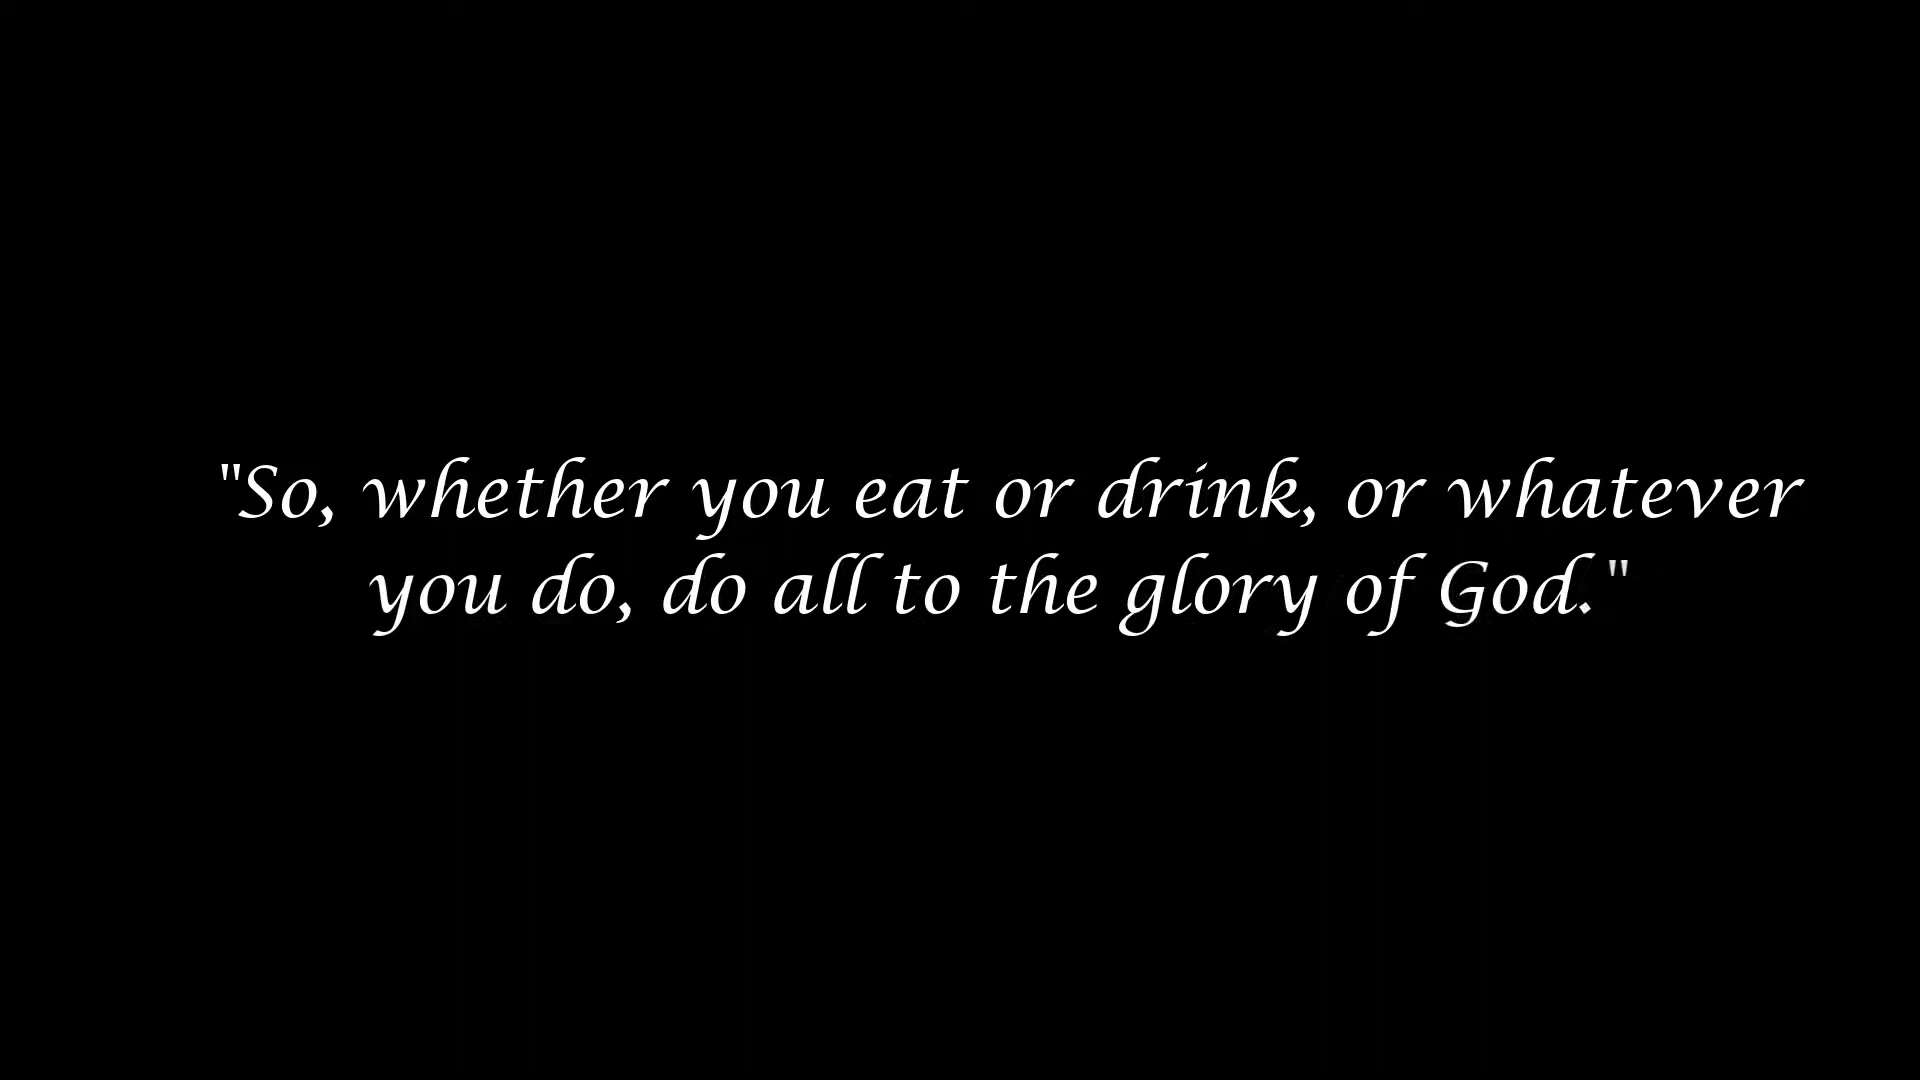 "So, whether you eat or drink, or whatever
you do, do all to the glory of God."